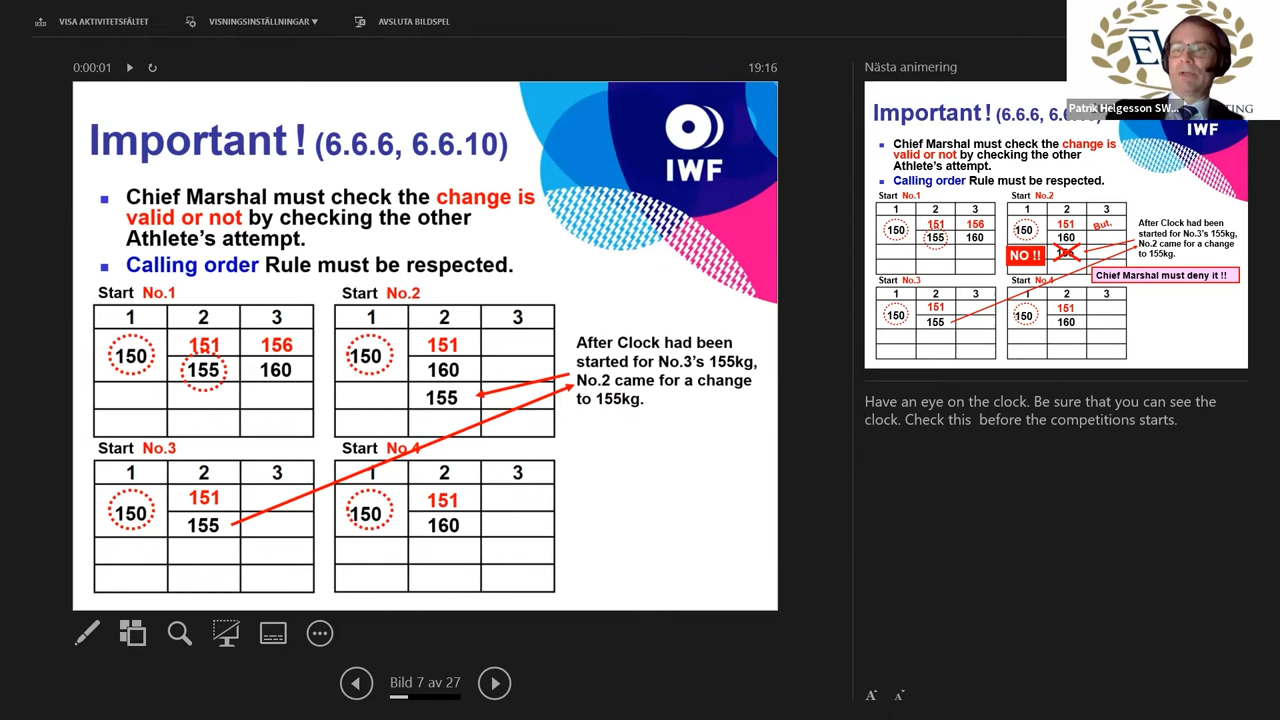 VISA AKTIVITETSFÄLTET
VISNINGSINSTÄLLNINGAR ▼
AVSLUTA BILDSPEL
0:00:01
19:16
Important ! (6.6.6, 6.6.10)
IWF
Chief Marshal must check the change is
valid or not by checking the other
Athlete's attempt.
Calling order Rule must be respected.
Start No.1
1 2 3
150 151 156
155 160
Start No.2
1 2 3
150 151
160
155
After Clock had been
started for No.3's 155kg,
No.2 came for a change
to 155kg.
Start No.3
1 2 3
150 151
155
Start No.4
1 2 3
150 151
160
Bild 7 av 27
Nästa animering
Patrik Helgesson SW...
Important ! (6.6.6,
IWF
Chief Marshal must check the change is
valid or not by checking the other
Athlete's attempt.
Calling order Rule must be respected.
Start No.1
1 2 3
150 151 156
155 160
Start No.2
1 2 3
150 151 But,
160
NO !!
After Clock had been
started for No.3's 155kg,
No.2 came for a change
to 155kg.
Chief Marshal must deny it !!
Start No.3
1 2 3
150 151
155
Start No.4
1 2 3
150 151
160
Have an eye on the clock. Be sure that you can see the
clock. Check this before the competitions starts.
A A